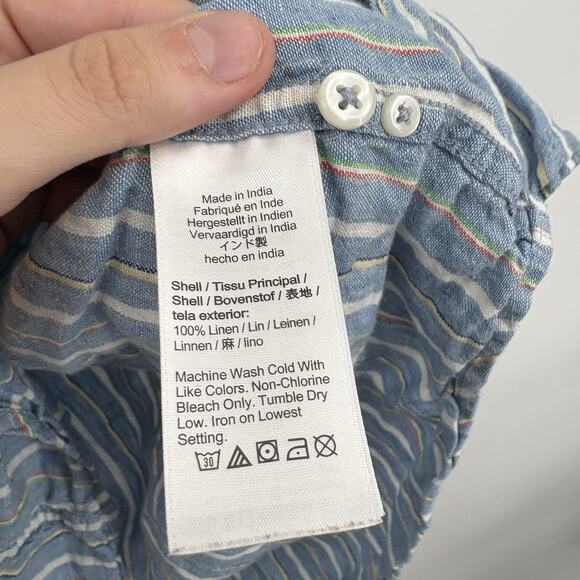 Made in India
Fabriqué en Inde
Hergestellt in Indien
Vervaardigd in India
インド製
hecho en india
Shell / Tissu Principal /
Shell / Bovenstof / 表地 /
tela exterior:
100% Linen / Lin / Leinen /
Linnen / 麻 / lino
Machine Wash Cold With
Like Colors. Non-Chlorine
Bleach Only. Tumble Dry
Low. Iron on Lowest
Setting.
30